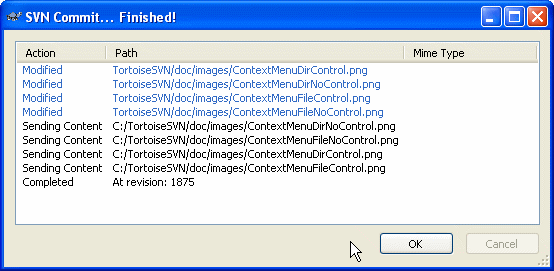 SVN Commit... Finished!
Action Path Mime Type
Modified TortoiseSVN/doc/images/ContextMenuDirControl.png
Modified TortoiseSVN/doc/images/ContextMenuDirNoControl.png
Modified TortoiseSVN/doc/images/ContextMenuFileControl.png
Modified TortoiseSVN/doc/images/ContextMenuFileNoControl.png
Sending Content C:/TortoiseSVN/doc/images/ContextMenuDirNoControl.png
Sending Content C:/TortoiseSVN/doc/images/ContextMenuFileNoControl.png
Sending Content C:/TortoiseSVN/doc/images/ContextMenuDirControl.png
Sending Content C:/TortoiseSVN/doc/images/ContextMenuFileControl.png
Completed At revision: 1875
OK Cancel